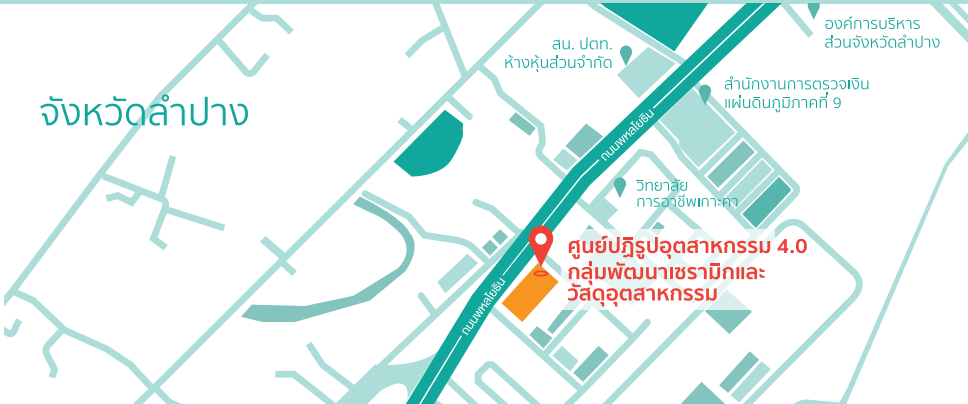 องค์การบริหาร
ส่วนจังหวัดลำปาง
สน. ปตท.
ห้างหุ้นส่วนจำกัด
สำนักงานการตรวจเงิน
แผ่นดินภูมิภาคที่ 9
จังหวัดลำปาง
ถนนพหลโยธิน
วิทยาลัย
การอาชีพเกาะคา
ศูนย์ปฏิรูปอุตสาหกรรม 4.0
กลุ่มพัฒนาเซรามิกและ
วัสดุอุตสาหกรรม
ถนนพหลโยธิน